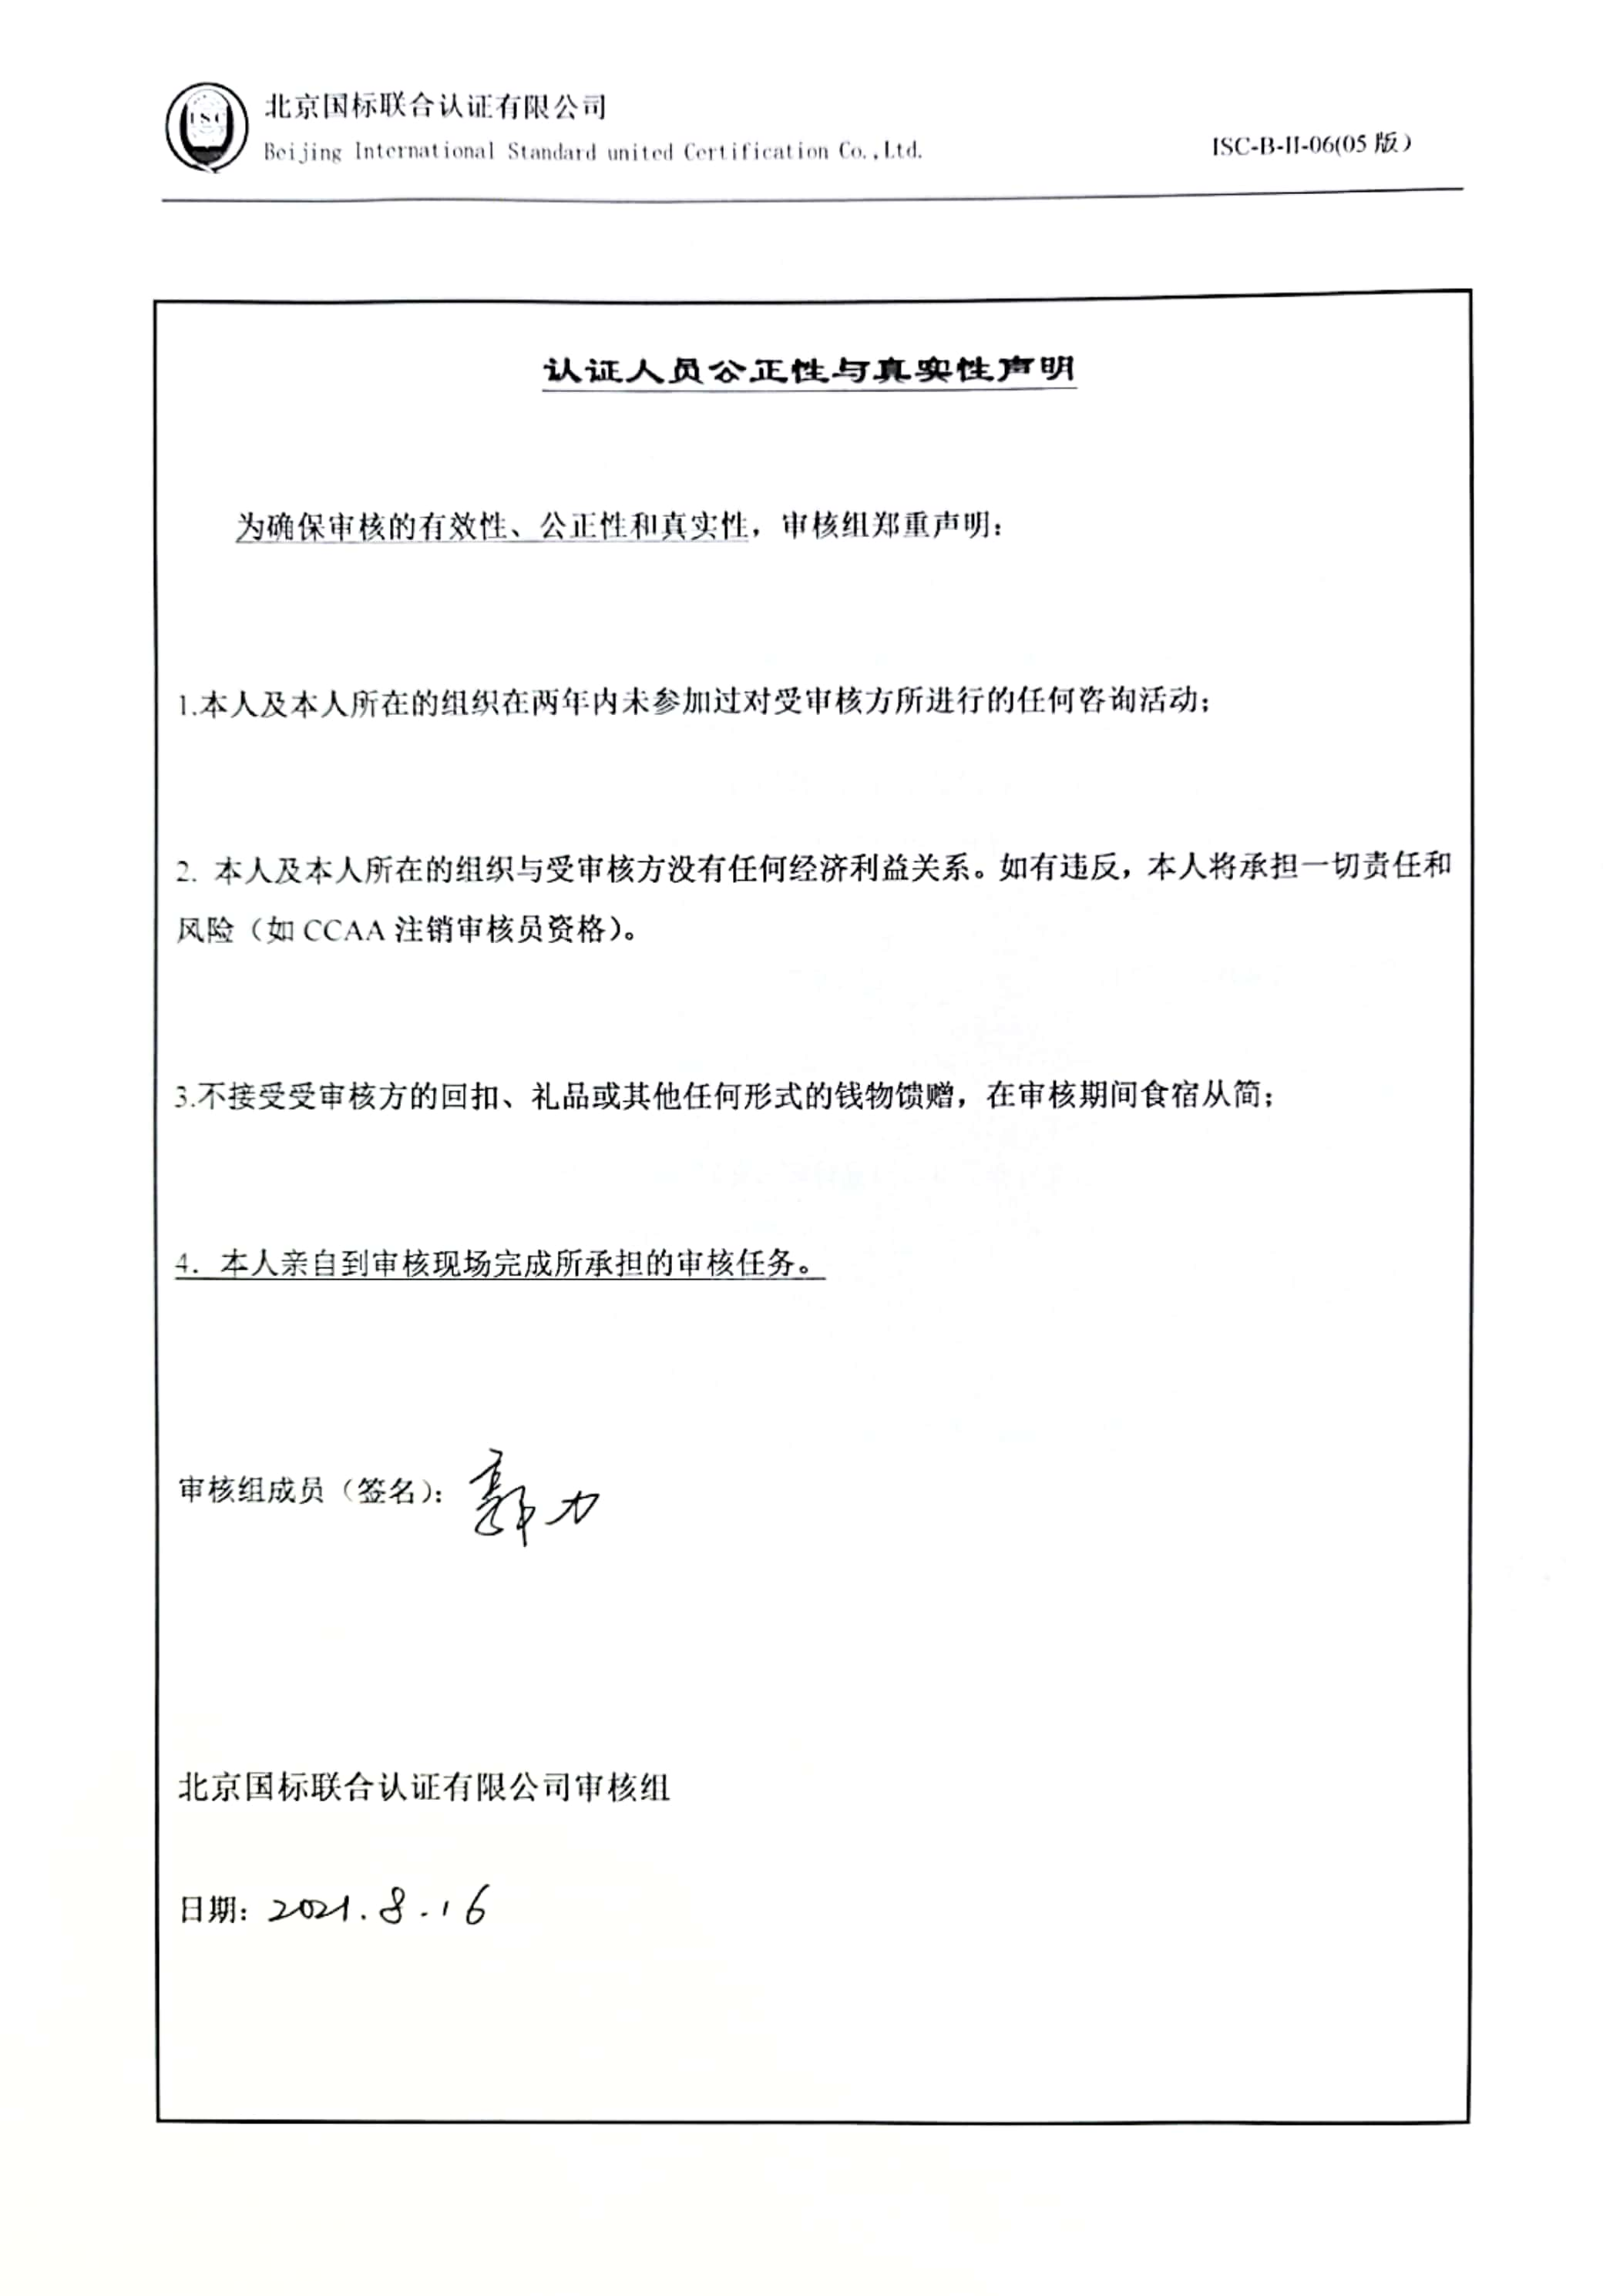 ISC
北京国标联合认证有限公司
Beijing International Standard united Certification Co.,Ltd.
ISC-B-II-06(05 版)
认证人员公正性与真实性声明
为确保审核的有效性、公正性和真实性，审核组郑重声明：
1.本人及本人所在的组织在两年内未参加过对受审核方所进行的任何咨询活动；
2. 本人及本人所在的组织与受审核方没有任何经济利益关系。如有违反，本人将承担一切责任和
风险（如 CCAA 注销审核员资格）。
3.不接受受审核方的回扣、礼品或其他任何形式的钱物馈赠，在审核期间食宿从简；
4. 本人亲自到审核现场完成所承担的审核任务。
审核组成员（签名）：郭力
北京国标联合认证有限公司审核组
日期：2021.8.16